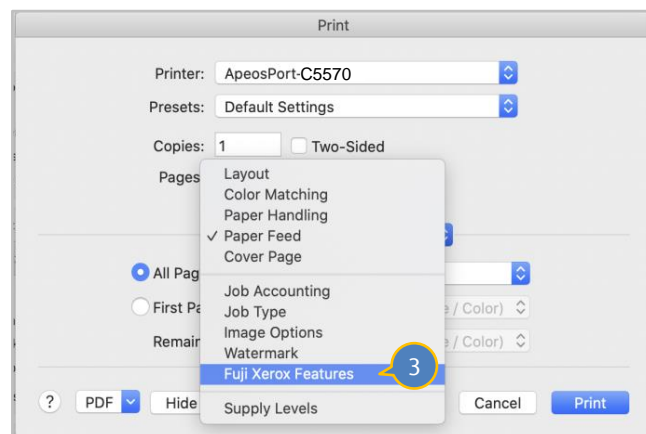 Print
Printer: ApeosPort-C5570
Presets: Default Settings
Copies: 1 Two-Sided
Pages
Layout
Color Matching
Paper Handling
✓ Paper Feed
Cover Page
All Pag
Job Accounting
First Pa
Job Type
/ Color)
Image Options
Remair
Watermark
/ Color)
Fuji Xerox Features
3
? PDF Hide
Supply Levels
Cancel Print